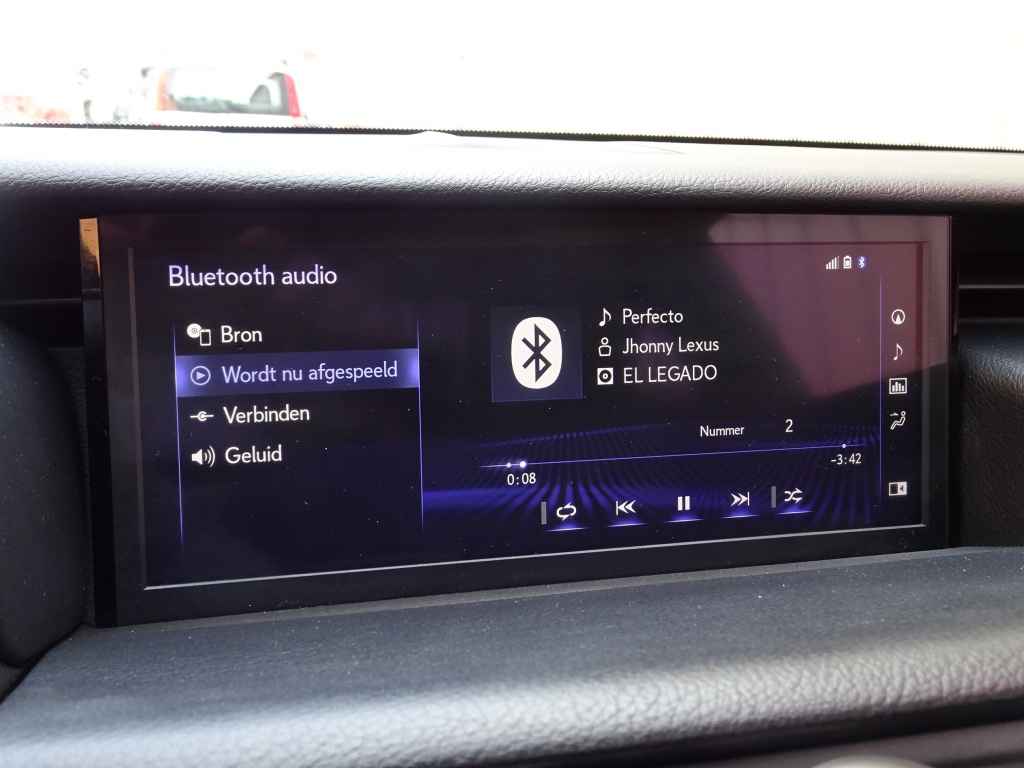 Bluetooth audio
Bron
Wordt nu afgespeeld
Verbinden
Geluid
Perfecto
Jhonny Lexus
EL LEGADO
Nummer 2
0:08
-3:42